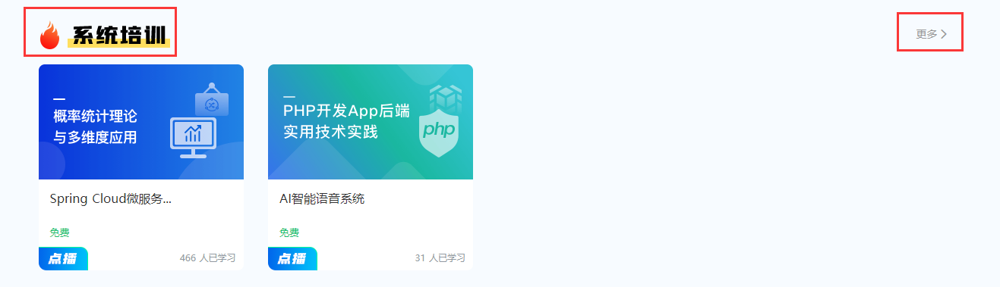 系统培训
更多
概率统计理论
与多维度应用
PHP开发App后端
实用技术实践
php
Spring Cloud微服务...
AI智能语音系统
免费
免费
点播
466 人已学习
点播
31 人已学习